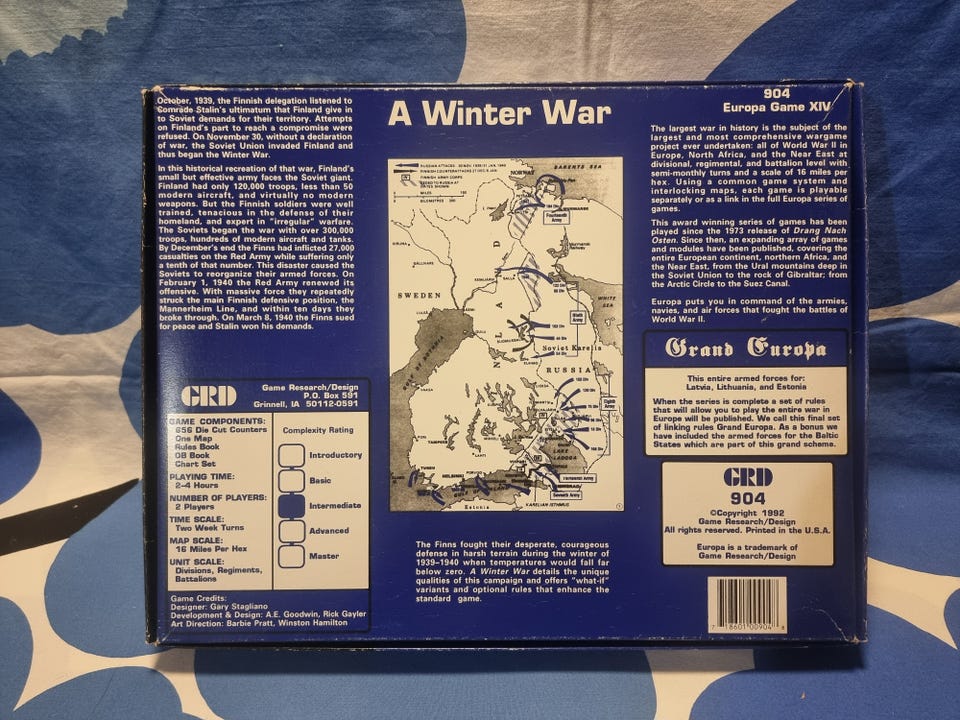 October, 1939, the Finnish delegation listened to
Comrade Stalin's ultimatum that Finland give in
to Soviet demands for their territory. Attempts
on Finland's part to reach a compromise were
refused. On November 30, without a declaration
of war, the Soviet Union invaded Finland and
thus began the Winter War.
In this historical recreation of that war, Finland's
small but effective army faces the Soviet giant.
Finland had only 120,000 troops, less than 50
modern aircraft, and virtually no modern
weapons. But the Finnish soldiers were well
trained, tenacious in the defense of their
homeland, and expert in "irregular" warfare.
The Soviets began the war with over 300,000
troops, hundreds of modern aircraft and tanks.
By December's end the Finns had inflicted 27,000
casualties on the Red Army while suffering only
a tenth of that number. This disaster caused the
Soviets to reorganize their armed forces. On
February 1, 1940 the Red Army renewed its
offensive. With massive force they repeatedly
struck the main Finnish defensive position, the
Mannerheim Line, and within ten days they
broke through. On March 8, 1940 the Finns sued
for peace and Stalin won his demands.
GRD
Game Research/Design
P.O. Box 591
Grinnell, IA 50112-0591
GAME COMPONENTS:
656 Die Cut Counters
One Map
Rules Book
OB Book
Chart Set
PLAYING TIME:
2-4 Hours
NUMBER OF PLAYERS:
2 Players
TIME SCALE:
Two Week Turns
MAP SCALE:
16 Miles Per Hex
UNIT SCALE:
Divisions, Regiments,
Battalions
Complexity Rating
Introductory
Basic
Intermediate
Advanced
Master
Game Credits:
Designer: Gary Stagliano
Development & Design: A.E. Goodwin, Rick Gayler
Art Direction: Barbie Pratt, Winston Hamilton
A Winter War
BARENTS SEA
NORWAY
Fourteenth
Army
SWEDEN
WHITE
SEA
Ninth
Army
Soviet Karelia
RUSSIA
Eighth
Army
LAKE
LADOGA
TAMPERE
Seventh
Army
Estonia
KARELIAN ISTHMUS
The Finns fought their desperate, courageous
defense in harsh terrain during the winter of
1939-1940 when temperatures would fall far
below zero. A Winter War details the unique
qualities of this campaign and offers "what-if"
variants and optional rules that enhance the
standard game.
904
Europa Game XIV
The largest war in history is the subject of the
largest and most comprehensive wargame
project ever undertaken: all of World War II in
Europe, North Africa, and the Near East at
divisional, regimental, and battalion level with
semi-monthly turns and a scale of 16 miles per
hex. Using a common game system and
interlocking maps, each game is playable
separately or as a link in the full Europa series of
games.
This award winning series of games has been
played since the 1973 release of Drang Nach
Osten. Since then, an expanding array of games
and modules have been published, covering the
entire European continent, northern Africa, and
the Near East, from the Ural mountains deep in
the Soviet Union to the rock of Gibraltar; from
the Arctic Circle to the Suez Canal.
Europa puts you in command of the armies,
navies, and air forces that fought the battles of
World War II.
Grand Europa
This entire armed forces for:
Latvia, Lithuania, and Estonia
When the series is complete a set of rules
that will allow you to play the entire war in
Europe will be published. We call this final set
of linking rules Grand Europa. As a bonus we
have included the armed forces for the Baltic
States which are part of this grand scheme.
GRD
904
©Copyright 1992
Game Research/Design
All rights reserved. Printed in the U.S.A.
Europa is a trademark of
Game Research/Design
7 18601 00904 8